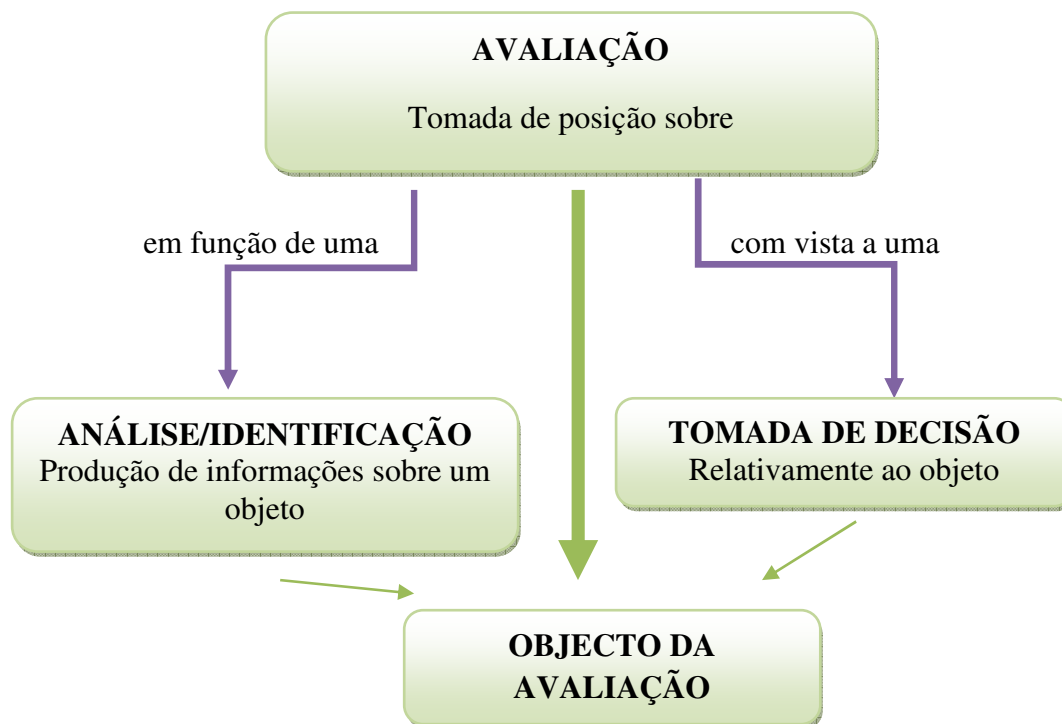 AVALIAÇÃO
Tomada de posição sobre
em função de uma
com vista a uma
ANÁLISE/IDENTIFICAÇÃO
Produção de informações sobre um
objeto
TOMADA DE DECISÃO
Relativamente ao objeto
OBJECTO DA
AVALIAÇÃO